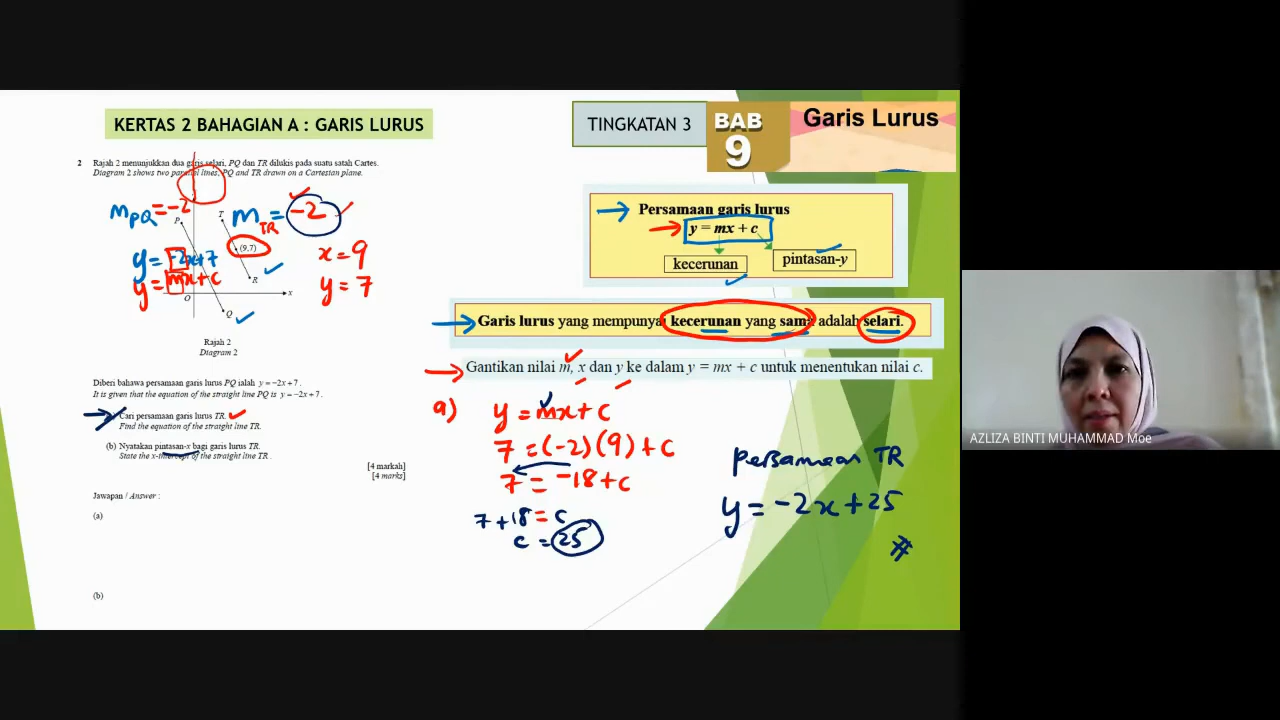 KERTAS 2 BAHAGIAN A : GARIS LURUS
TINGKATAN 3
BAB
9
Garis Lurus
2 Rajah 2 menunjukkan dua garis selari, PQ dan TR dilukis pada suatu satah Cartes.
Diagram 2 shows two parallel lines, PQ and TR drawn on a Cartesian plane.
mPQ = -2
P
T
mTR = -2
(9,7)
y = -2x+7
y = mx+c
x = 9
y = 7
R
O
x
Q
Rajah 2
Diagram 2
Diberi bahawa persamaan garis lurus PQ ialah y = −2x + 7 .
It is given that the equation of the straight line PQ is y = −2x + 7 .
Cari persamaan garis lurus TR.
Find the equation of the straight line TR.
(b) Nyatakan pintasan-x bagi garis lurus TR.
State the x-intercept of the straight line TR .
[4 markah]
[4 marks]
Jawapan / Answer :
(a)
(b)
Persamaan garis lurus
y = mx + c
kecerunan
pintasan-y
Garis lurus yang mempunyai kecerunan yang sama adalah selari.
Gantikan nilai m, x dan y ke dalam y = mx + c untuk menentukan nilai c.
a) y = mx + c
7 = (-2)(9) + c
7 = -18 + c
7 + 18 = c
c = 25
Persamaan TR
y = -2x + 25
#
AZLIZA BINTI MUHAMMAD Moe